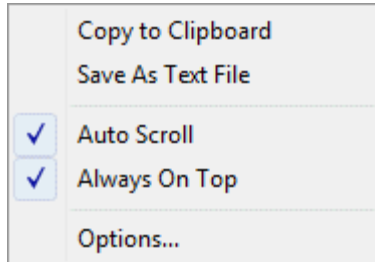 Copy to Clipboard
Save As Text File
Auto Scroll
Always On Top
Options...